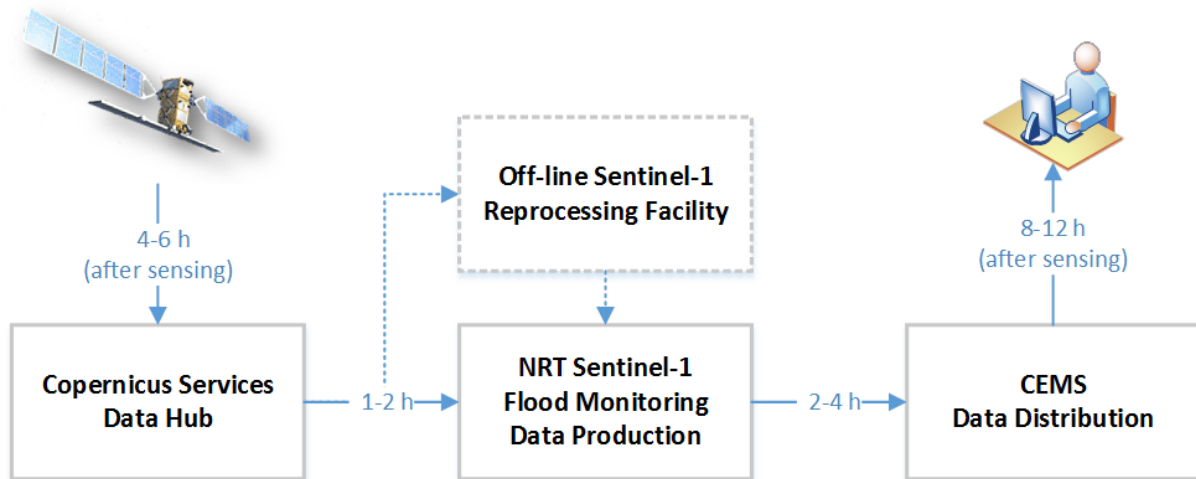 Off-line Sentinel-1
Reprocessing Facility
4-6 h
(after sensing)
8-12 h
(after sensing)
Copernicus Services
Data Hub
1-2 h
NRT Sentinel-1
Flood Monitoring
Data Production
2-4 h
CEMS
Data Distribution